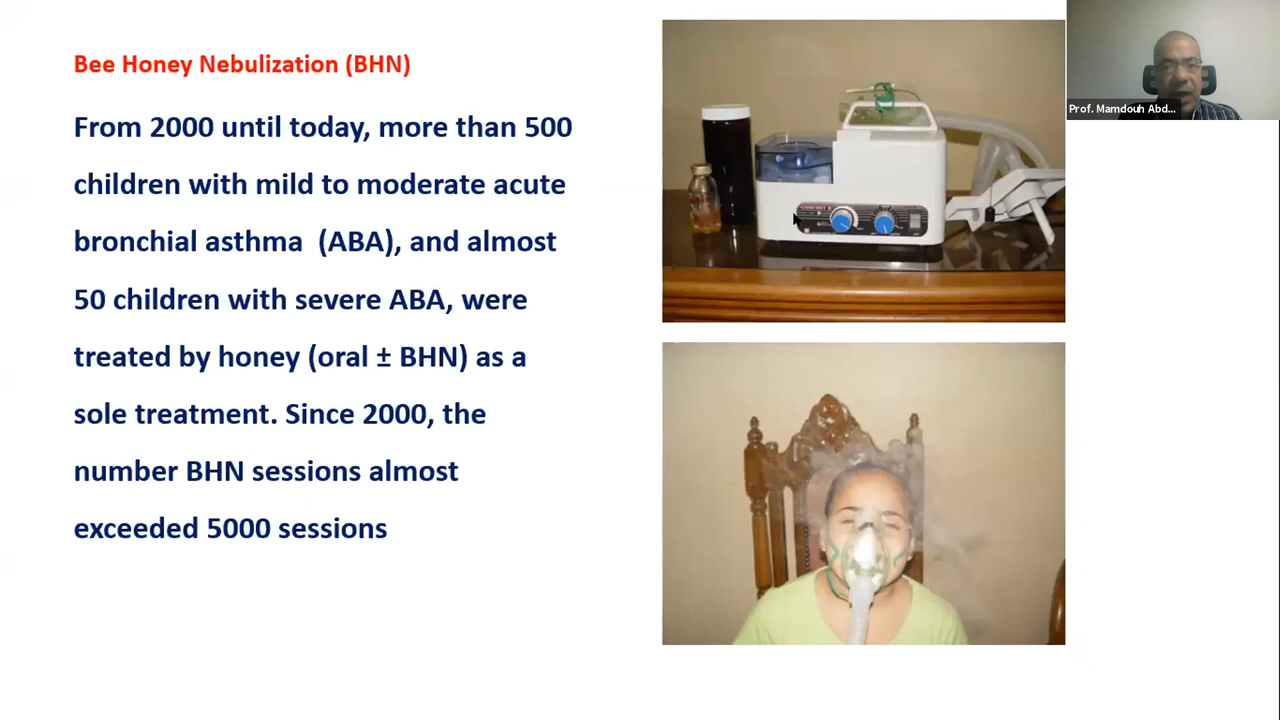 Bee Honey Nebulization (BHN)
From 2000 until today, more than 500
children with mild to moderate acute
bronchial asthma (ABA), and almost
50 children with severe ABA, were
treated by honey (oral ± BHN) as a
sole treatment. Since 2000, the
number BHN sessions almost
exceeded 5000 sessions
Prof. Mamdouh Abd...